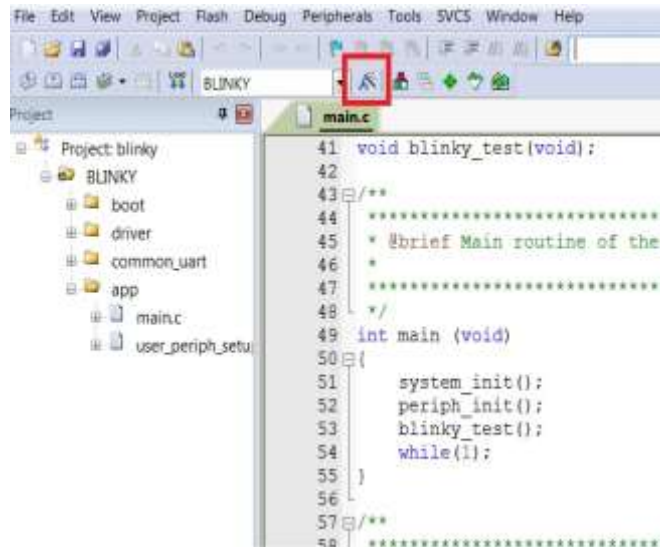 File Edit View Project Flash Debug Peripherals Tools SVCS Window Help
BLINKY
Project
main.c
Project: blinky
BLINKY
boot
driver
common_uart
app
main.c
user_periph_setu
41 void blinky_test(void);
42
43 /**
44 *****************************
45 * @brief Main routine of the
46 *
47 *****************************
48 */
49 int main (void)
50 {
51 system_init();
52 periph_init();
53 blinky_test();
54 while(1);
55 }
56
57 /**
58 *****************************